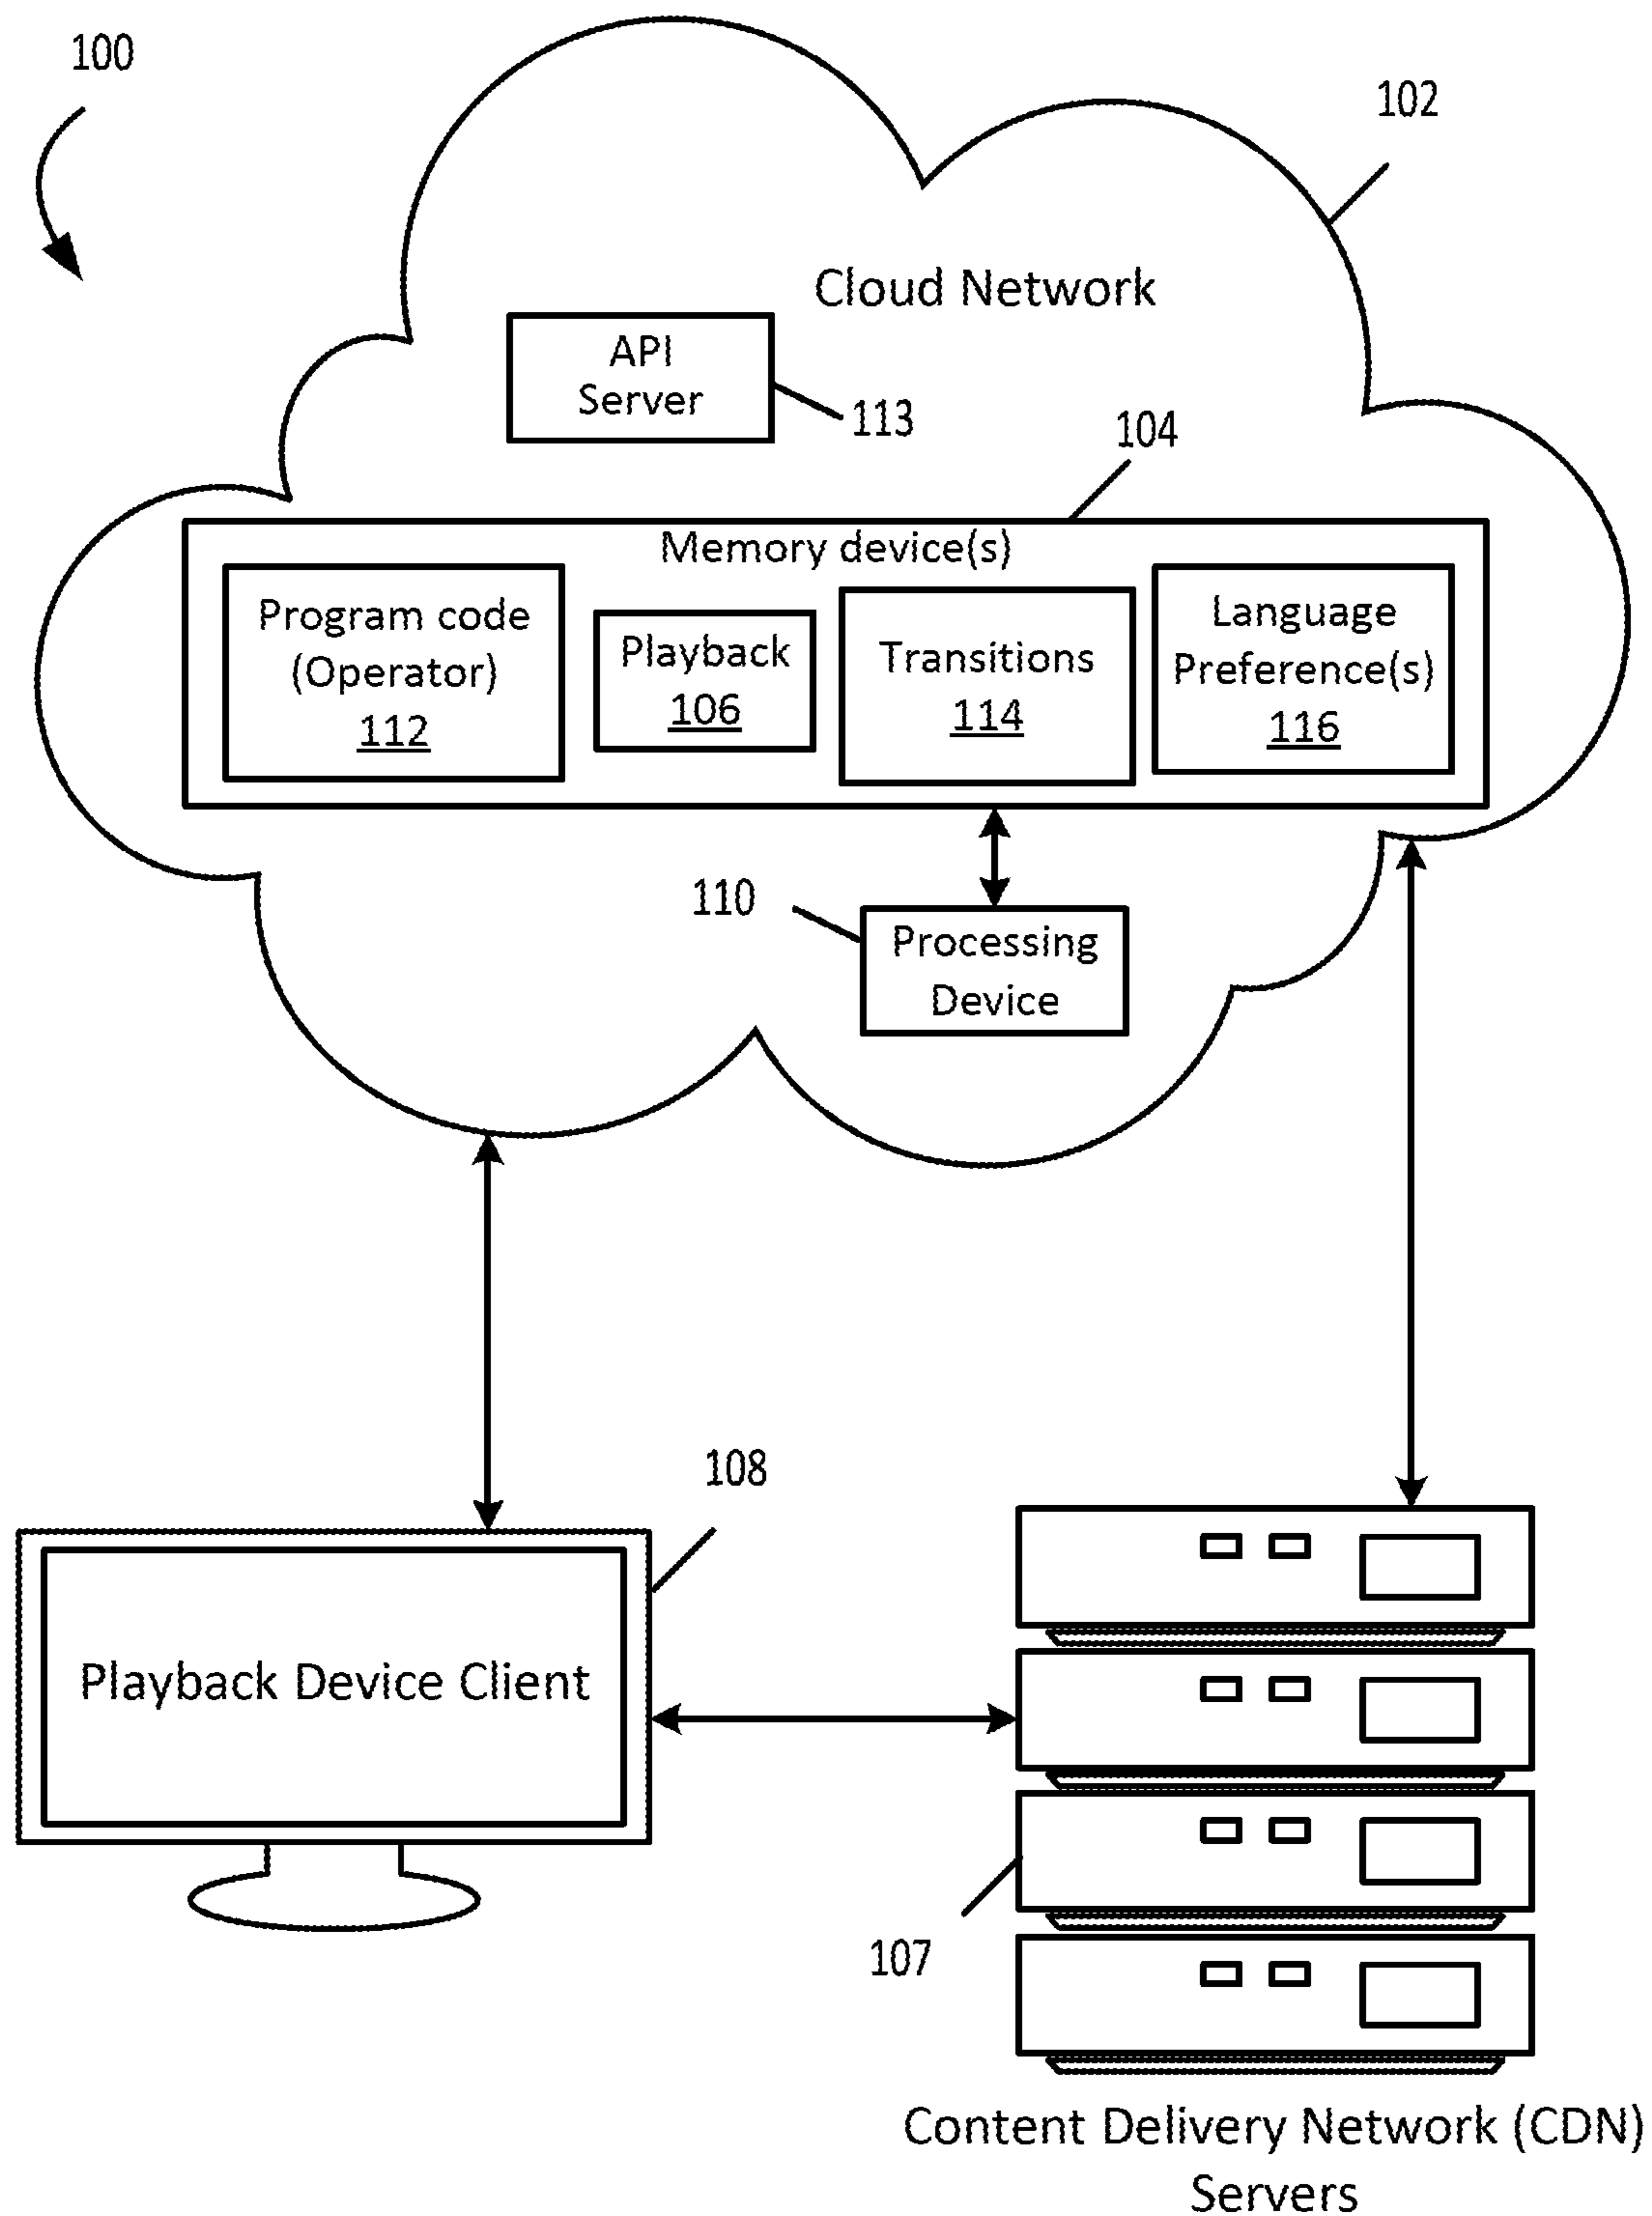 100
102
Cloud Network
API
Server
113
104
Memory device(s)
Program code
(Operator)
112
Playback
106
Transitions
114
Language
Preference(s)
116
110
Processing
Device
108
Playback Device Client
107
Content Delivery Network (CDN)
Servers